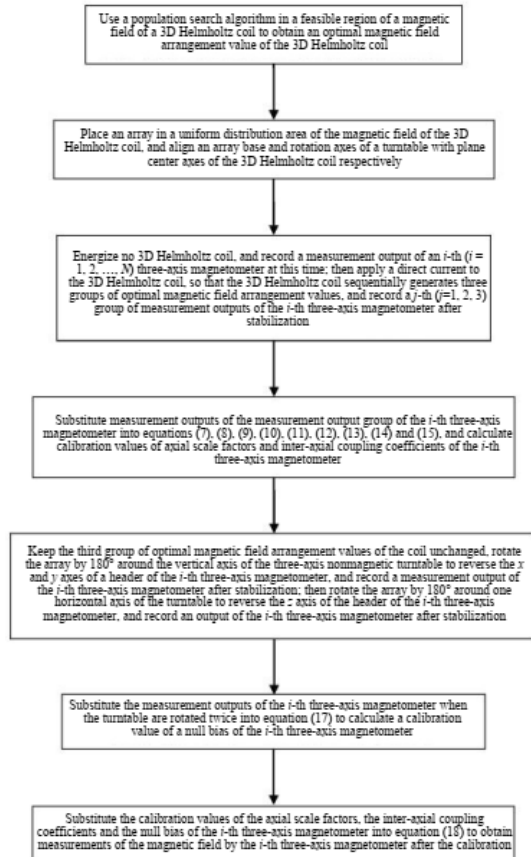 Use a population search algorithm in a feasible region of a magnetic
field of a 3D Helmholtz coil to obtain an optimal magnetic field
arrangement value of the 3D Helmholtz coil
Place an array in a uniform distribution area of the magnetic field of the 3D
Helmholtz coil, and align an array base and rotation axes of a turntable with plane
center axes of the 3D Helmholtz coil respectively
Energize no 3D Helmholtz coil, and record a measurement output of an i-th (i =
1, 2, …, N) three-axis magnetometer at this time; then apply a direct current to
the 3D Helmholtz coil, so that the 3D Helmholtz coil sequentially generates three
groups of optimal magnetic field arrangement values, and record a j-th (j=1, 2, 3)
group of measurement outputs of the i-th three-axis magnetometer after
stabilization
Substitute measurement outputs of the measurement output group of the i-th three-axis
magnetometer into equations (7), (8), (9), (10), (11), (12), (13), (14) and (15), and calculate
calibration values of axial scale factors and inter-axial coupling coefficients of the i-th
three-axis magnetometer
Keep the third group of optimal magnetic field arrangement values of the coil unchanged, rotate
the array by 180° around the vertical axis of the three-axis nonmagnetic turntable to reverse the x
and y axes of a header of the i-th three-axis magnetometer, and record a measurement output of
the i-th three-axis magnetometer after stabilization; then rotate the array by 180° around one
horizontal axis of the turntable to reverse the z axis of the header of the i-th three-axis
magnetometer, and record an output of the i-th three-axis magnetometer after stabilization
Substitute the measurement outputs of the i-th three-axis magnetometer when
the turntable are rotated twice into equation (17) to calculate a calibration
value of a null bias of the i-th three-axis magnetometer
Substitute the calibration values of the axial scale factors, the inter-axial coupling
coefficients and the null bias of the i-th three-axis magnetometer into equation (18) to obtain
measurements of the magnetic field by the i-th three-axis magnetometer after the calibration